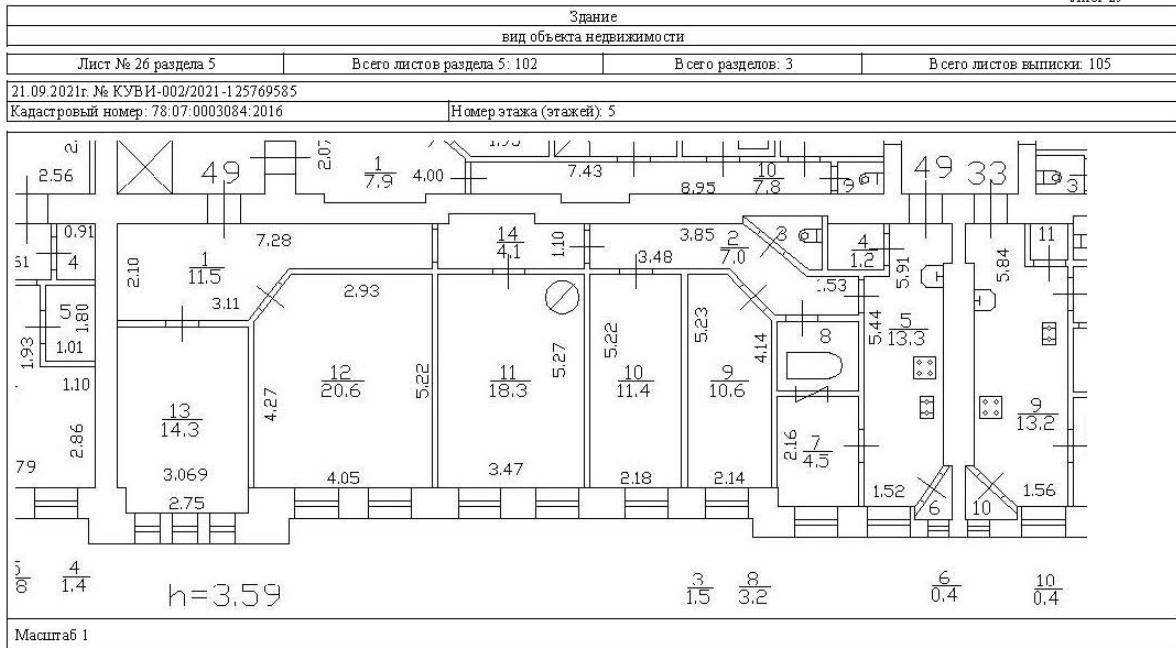 Здание
вид объекта недвижимости
Лист № 26 раздела 5 Всего листов раздела 5: 102 Всего разделов: 3 Всего листов выписки: 105
21.09.2021г. № КУВИ-002/2021-125769585
Кадастровый номер: 78:07:0003084:2016 Номер этажа (этажей): 5
2.56 49 2.07 1 7.9 4.00 7.43 8.95 10 7.8 9 49 33 3
0.91 4 7.28 1 11.5 2.10 3.11 14 4.1 1.10 3.85 2 7.0 3 3.48 4 1.2 5.91 5.84 11
5 1.80 1.01 1.93 2.93 5.22 5.23 4.14 8 5.44 5 13.3
1.10 2.86 79 13 14.3 3.069 2.75 4.27 12 20.6 5.22 4.05 11 18.3 5.27 3.47 10 11.4 2.18 9 10.6 2.14 2.16 7 4.5 1.52 6 10 9 13.2 1.56
4 1.4 h=3.59 3 1.5 8 3.2 6 0.4 10 0.4
Масштаб 1